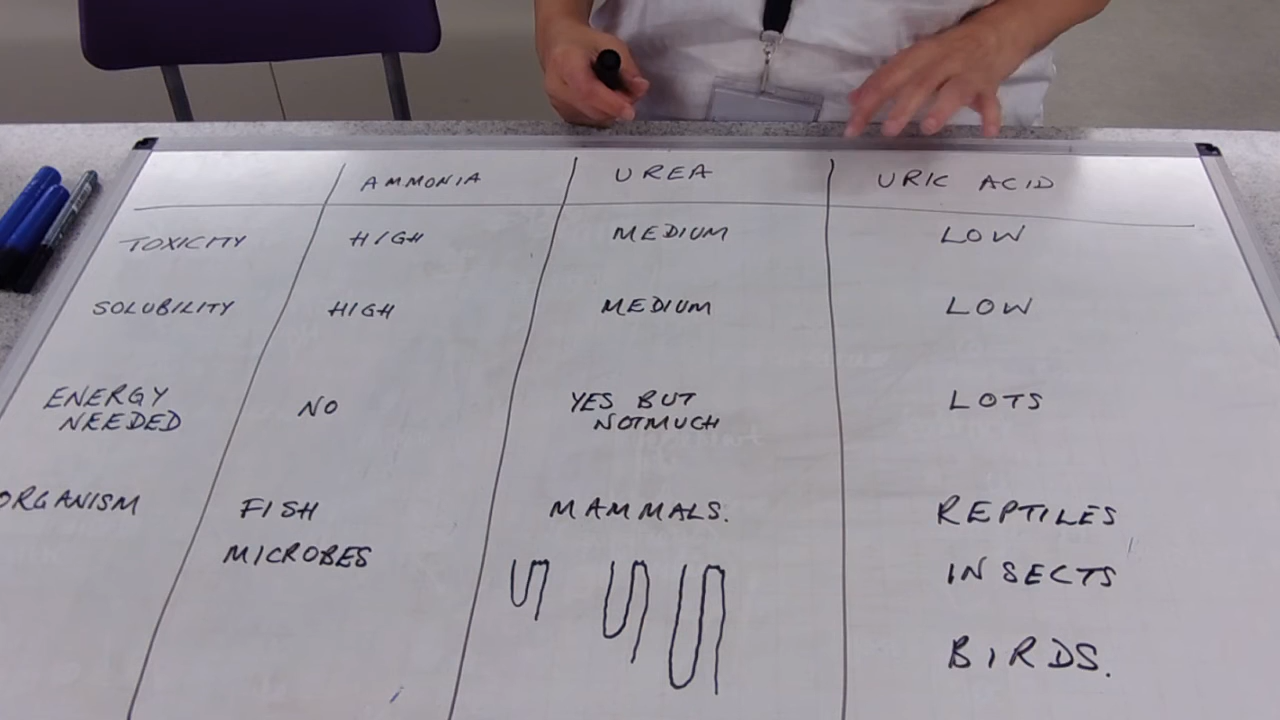 AMMONIA UREA URIC ACID
TOXICITY HIGH MEDIUM LOW
SOLUBILITY HIGH MEDIUM LOW
ENERGY NEEDED NO YES BUT NOTMUCH LOTS
ORGANISM FISH MAMMALS. REPTILES
MICROBES INSECTS
BIRDS.